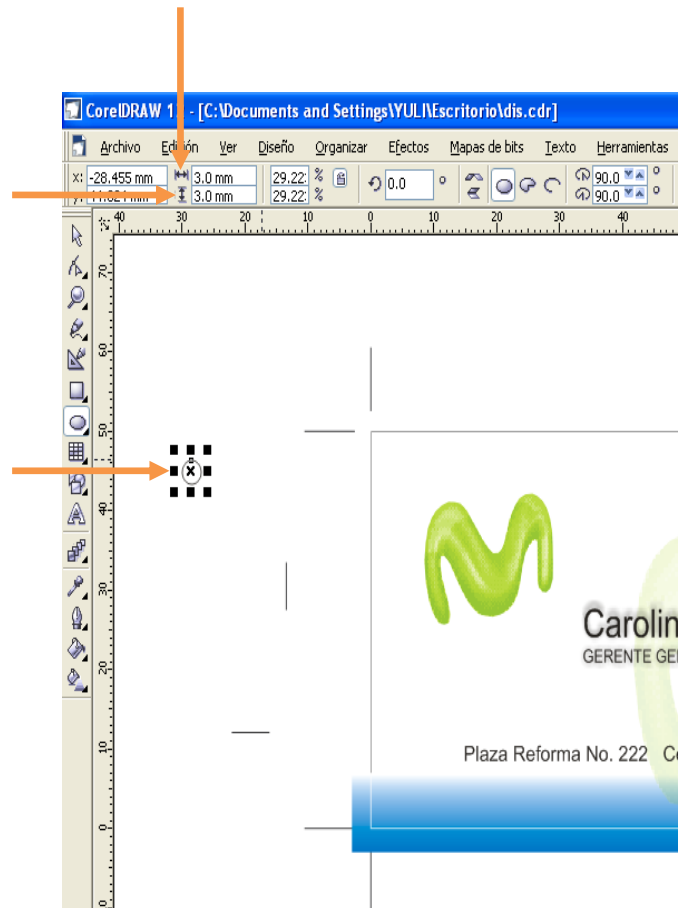 CorelDRAW 1 - [C:\Documents and Settings\YULI\Escritorio\dis.cdr]
Archivo Edición Ver Diseño Organizar Efectos Mapas de bits Texto Herramientas
x: -28.455 mm 3.0 mm 29.22 % 0.0 ° 90.0 °
y: mm 3.0 mm 29.22 % 90.0 °
40 30 20 10 0 10 20 30 40
70
60
50
40
30
20
10
0
Carolin
GERENTE GE
Plaza Reforma No. 222 Co